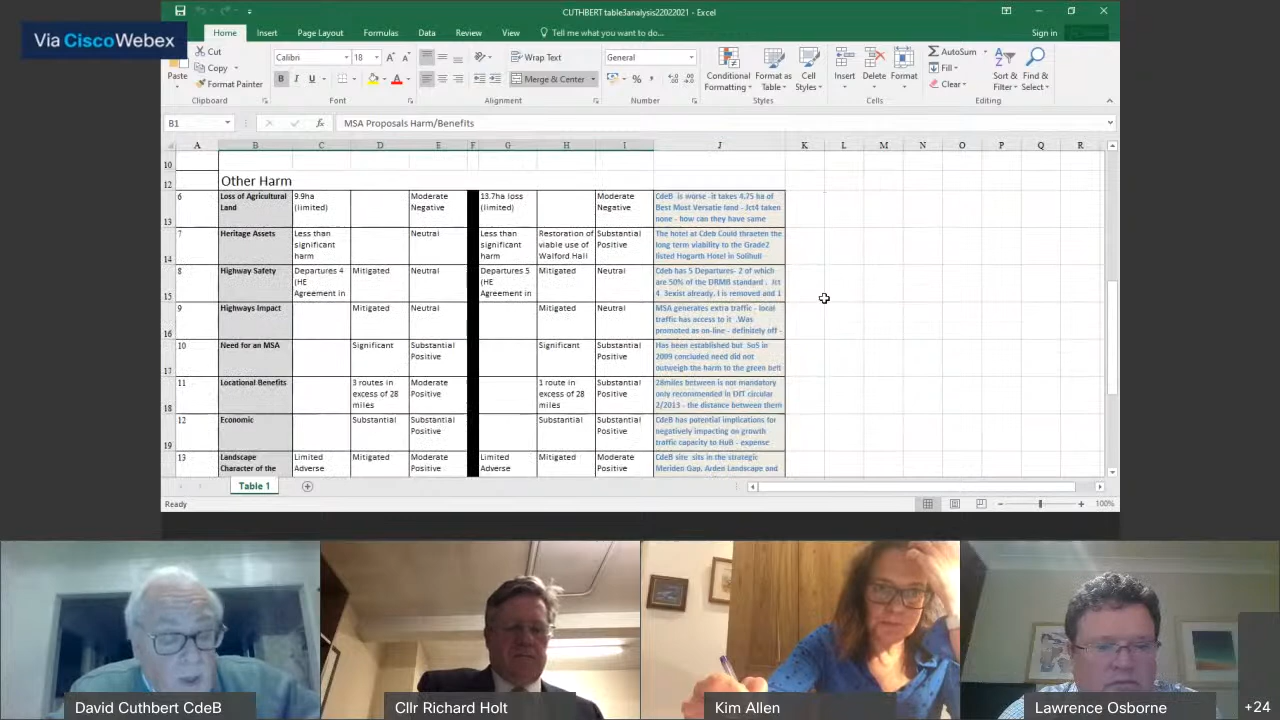 CUTHBERT table3analysis22022021 - Excel
Via CiscoWebex
Home Insert Page Layout Formulas Data Review View Tell me what you want to do... Sign in
Cut
Copy
Format Painter
Paste
Calibri 18
B I U
Wrap Text
Merge & Center
General
Conditional Formatting
Format as Table
Cell Styles
Insert Delete Format
AutoSum
Fill
Clear
Sort & Filter
Find & Select
Clipboard Font Alignment Number Styles Cells Editing
B1 fx MSA Proposals Harm/Benefits
A B C D E F G H I J K L M N O P Q R
10
12 Other Harm
13 6 Loss of Agricultural Land 9.9ha (limited) Moderate Negative 13.7ha loss (limited) Moderate Negative CdeB is worse -it takes 4.75 ha of Best Most Versatie land - Jct4 taken none - how can they have same
14 7 Heritage Assets Less than significant harm Neutral Less than significant harm Restoration of viable use of Walford Hall Substantial Positive The hotel at Cdeb Could thraeten the long term viability to the Grade2 listed Hogarth Hotel in Solihull
15 8 Highway Safety Departures 4 (HE Agreement in Mitigated Neutral Departures 5 (HE Agreement in Mitigated Neutral Cdeb has 5 Departures- 2 of which are 50% of the DRMB standard . Jct 4 3exist already, I is removed and 1
16 9 Highways Impact Mitigated Neutral Mitigated Neutral MSA generates extra traffic - local traffic has access to it .Was promoted as on-line - definitely off -
17 10 Need for an MSA Significant Substantial Positive Significant Substantial Positive Has been established but SoS in 2009 concluded need did not outweigh the harm to the green belt
18 11 Locational Benefits 3 routes in excess of 28 miles Moderate Positive 1 route in excess of 28 miles Substantial Positive 28miles between is not mandatory only recommended in DfT circular 2/2013 - the distance between them
19 12 Economic Substantial Substantial Positive Substantial Substantial Positive CdeB has potential implications for negatively impacting on growth traffic capacity to HuB - expense
13 Landscape Character of the Limited Adverse Mitigated Moderate Positive Limited Adverse Mitigated Moderate Positive CdeB site sits in the strategic Meriden Gap, Arden Landscape and
Table 1
Ready 100%
David Cuthbert CdeB
Cllr Richard Holt
Kim Allen
Lawrence Osborne
+24